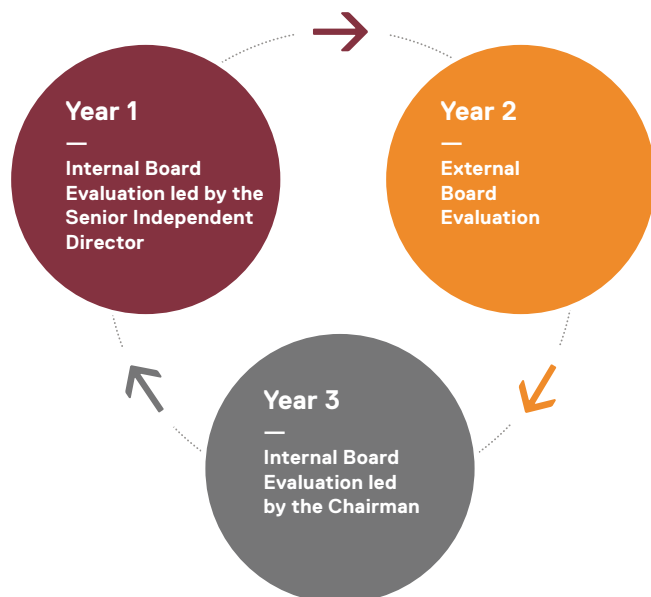 Year 1
—
Internal Board
Evaluation led by the
Senior Independent
Director
Year 2
—
External
Board
Evaluation
Year 3
—
Internal Board
Evaluation led
by the Chairman